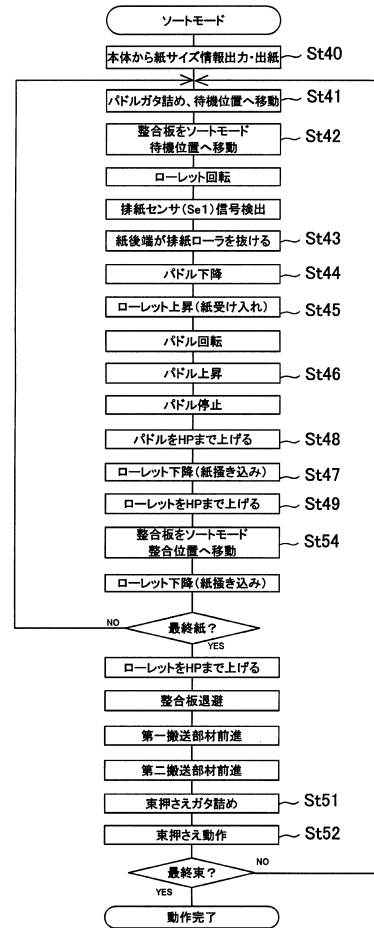 ソートモード
本体から紙サイズ情報出力・出紙
St40
パドルガタ詰め、待機位置へ移動
St41
整合板をソートモード
待機位置へ移動
St42
ローレット回転
排紙センサ(Se1)信号検出
紙後端が排紙ローラを抜ける
St43
パドル下降
St44
ローレット上昇(紙受け入れ)
St45
パドル回転
パドル上昇
St46
パドル停止
パドルをHPまで上げる
St48
ローレット下降(紙掻き込み)
St47
ローレットをHPまで上げる
St49
整合板をソートモード
整合位置へ移動
St54
ローレット下降(紙掻き込み)
NO
最終紙?
YES
ローレットをHPまで上げる
整合板退避
第一搬送部材前進
第二搬送部材前進
束押さえガタ詰め
St51
束押さえ動作
St52
最終束?
NO
YES
動作完了